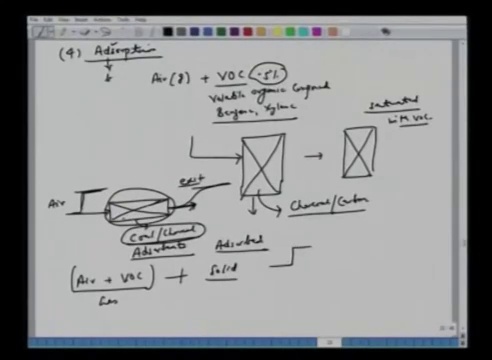 (4) Adsorption
Air (g) + VOC (~5%)
Volatile organic Compound
Benzene, Xylene
saturated
with VOC
exit
Air
Charcoal/Carbon
Coal/Charcoal
Adsorbents
Adsorbed
(Air + VOC) + Solid
Gas